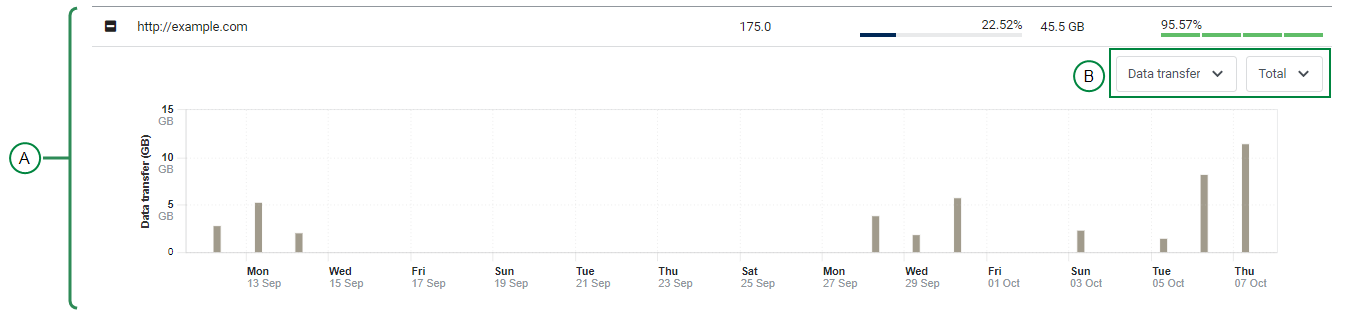 http://example.com 175.0 22.52% 45.5 GB 95.57%
B Data transfer Total
A
Data transfer (GB)
15
GB
10
GB
5
GB
0
Mon Wed Fri Sun Tue Thu Sat Mon Wed Fri Sun Tue Thu
13 Sep 15 Sep 17 Sep 19 Sep 21 Sep 23 Sep 25 Sep 27 Sep 29 Sep 01 Oct 03 Oct 05 Oct 07 Oct